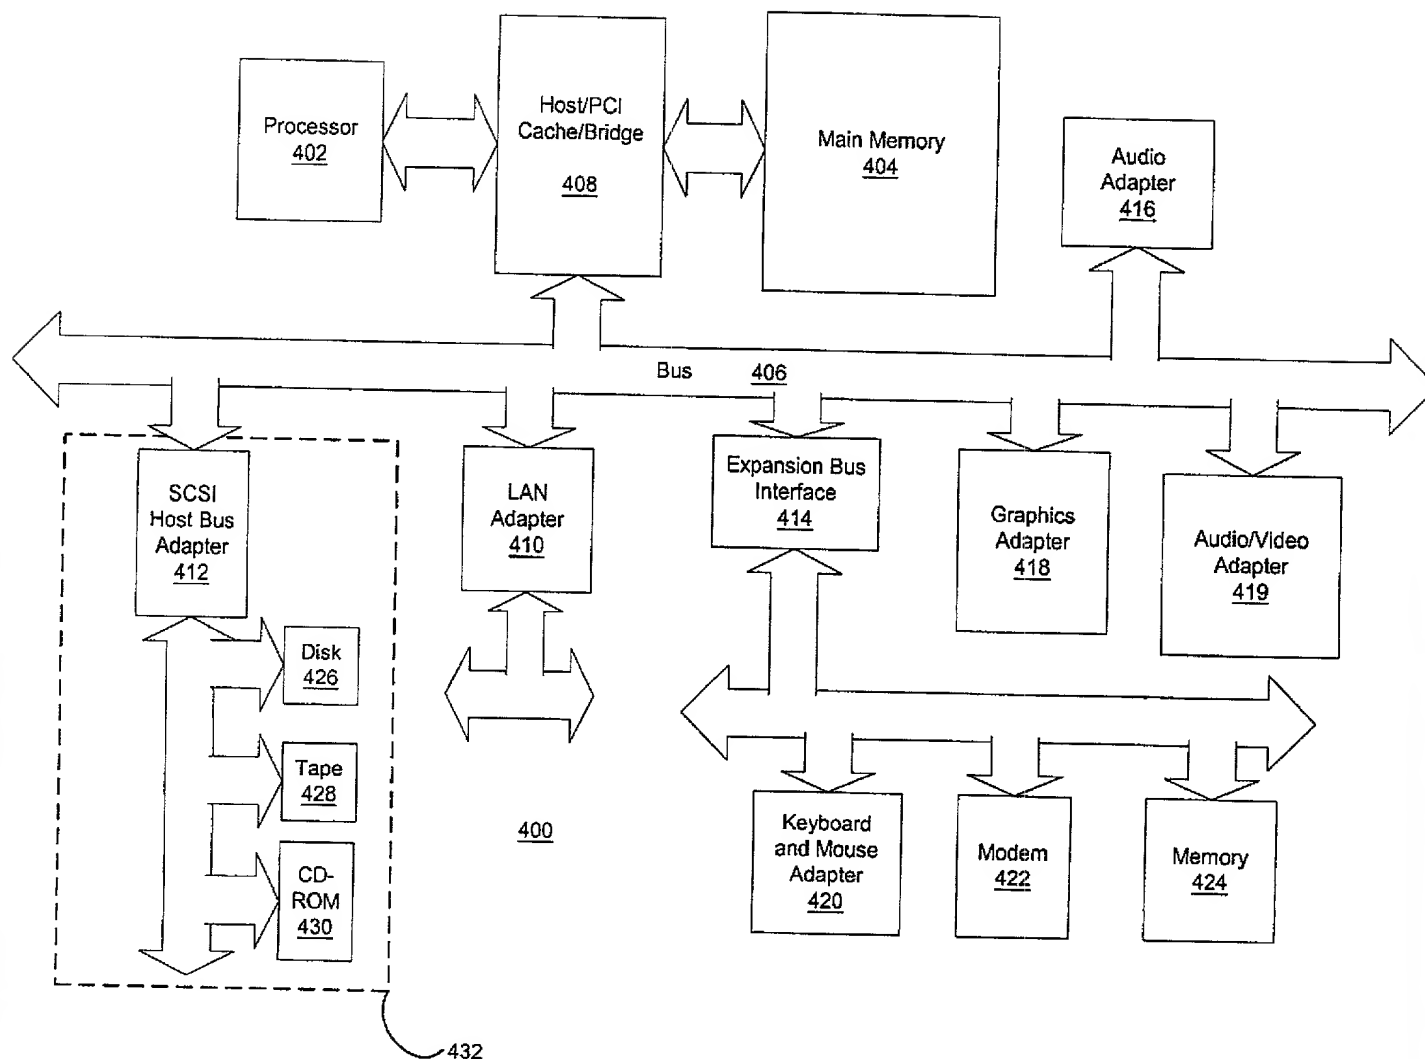 Processor
402
Host/PCI
Cache/Bridge
408
Main Memory
404
Audio
Adapter
416
Bus 406
SCSI
Host Bus
Adapter
412
LAN
Adapter
410
Expansion Bus
Interface
414
Graphics
Adapter
418
Audio/Video
Adapter
419
Disk
426
Tape
428
CD-
ROM
430
400
Keyboard
and Mouse
Adapter
420
Modem
422
Memory
424
432